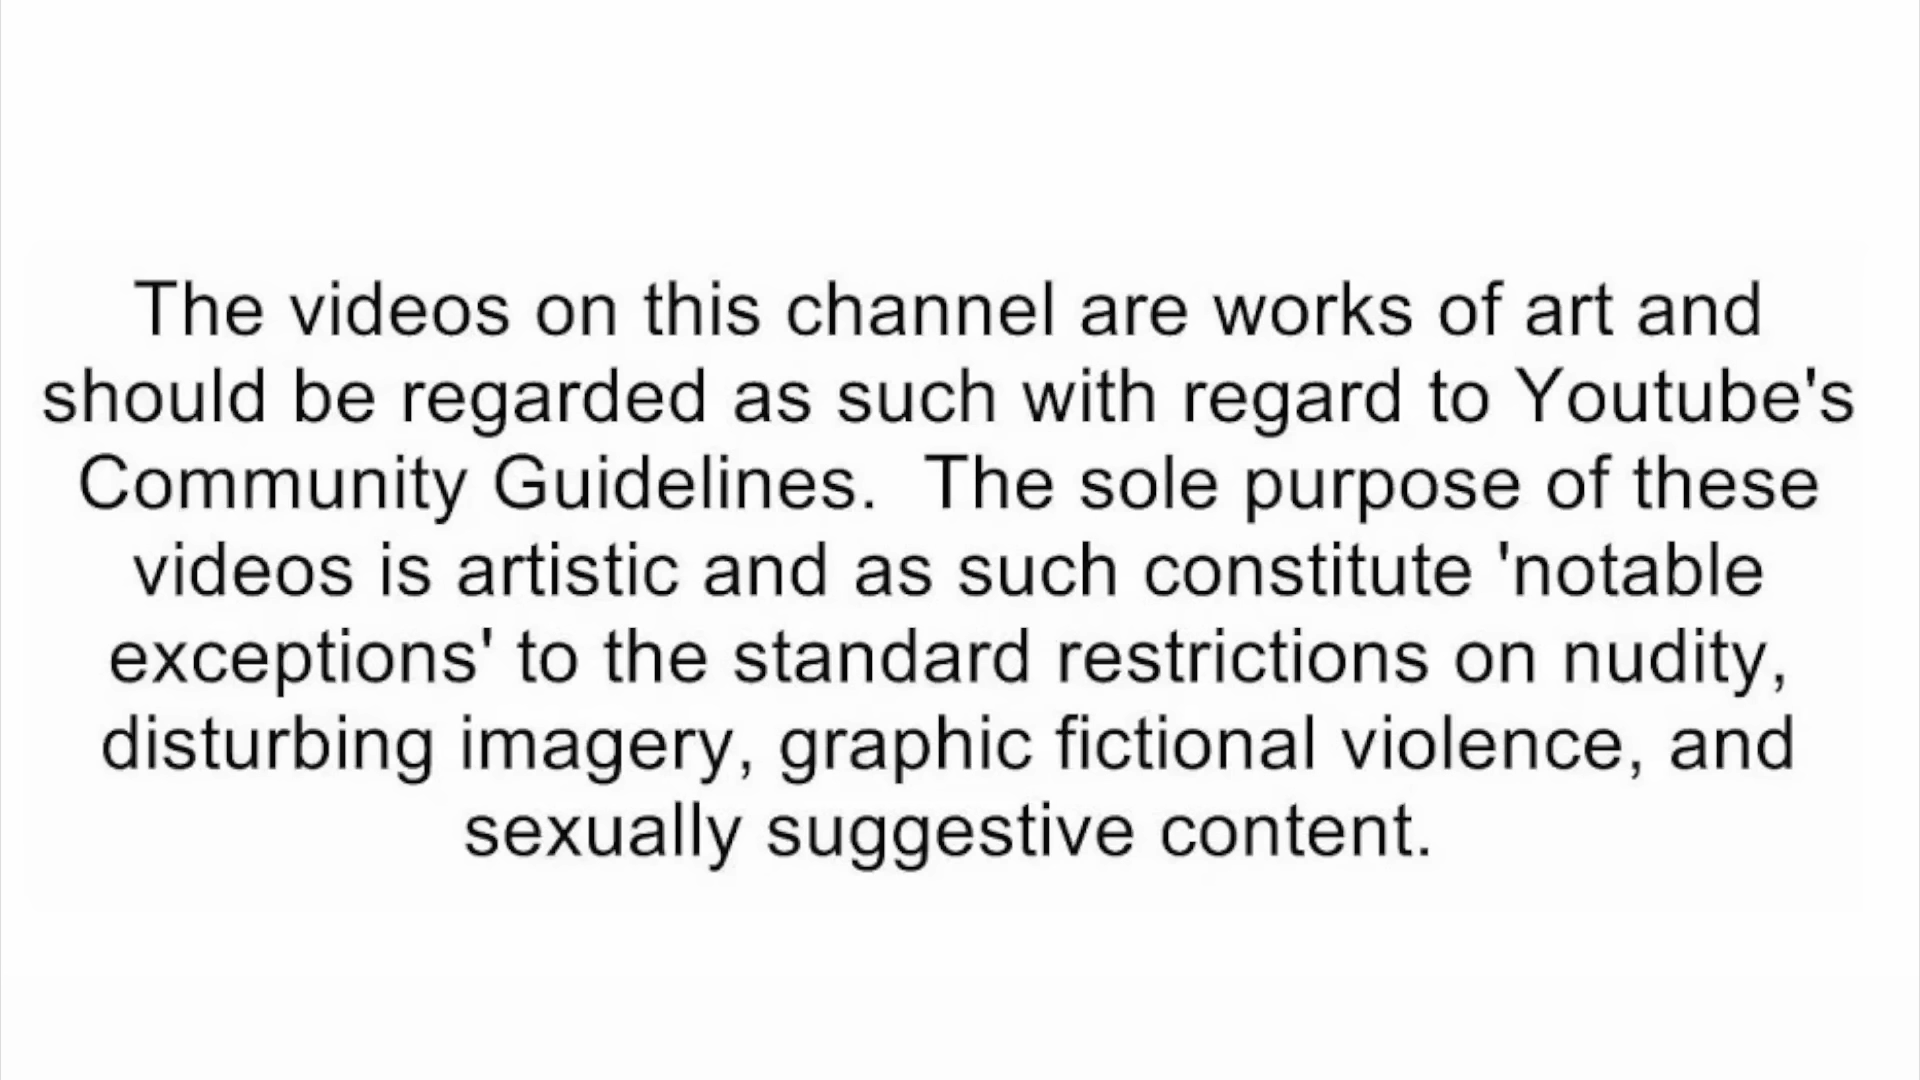 The videos on this channel are works of art and
should be regarded as such with regard to Youtube's
Community Guidelines.  The sole purpose of these
videos is artistic and as such constitute 'notable
exceptions' to the standard restrictions on nudity,
disturbing imagery, graphic fictional violence, and
sexually suggestive content.